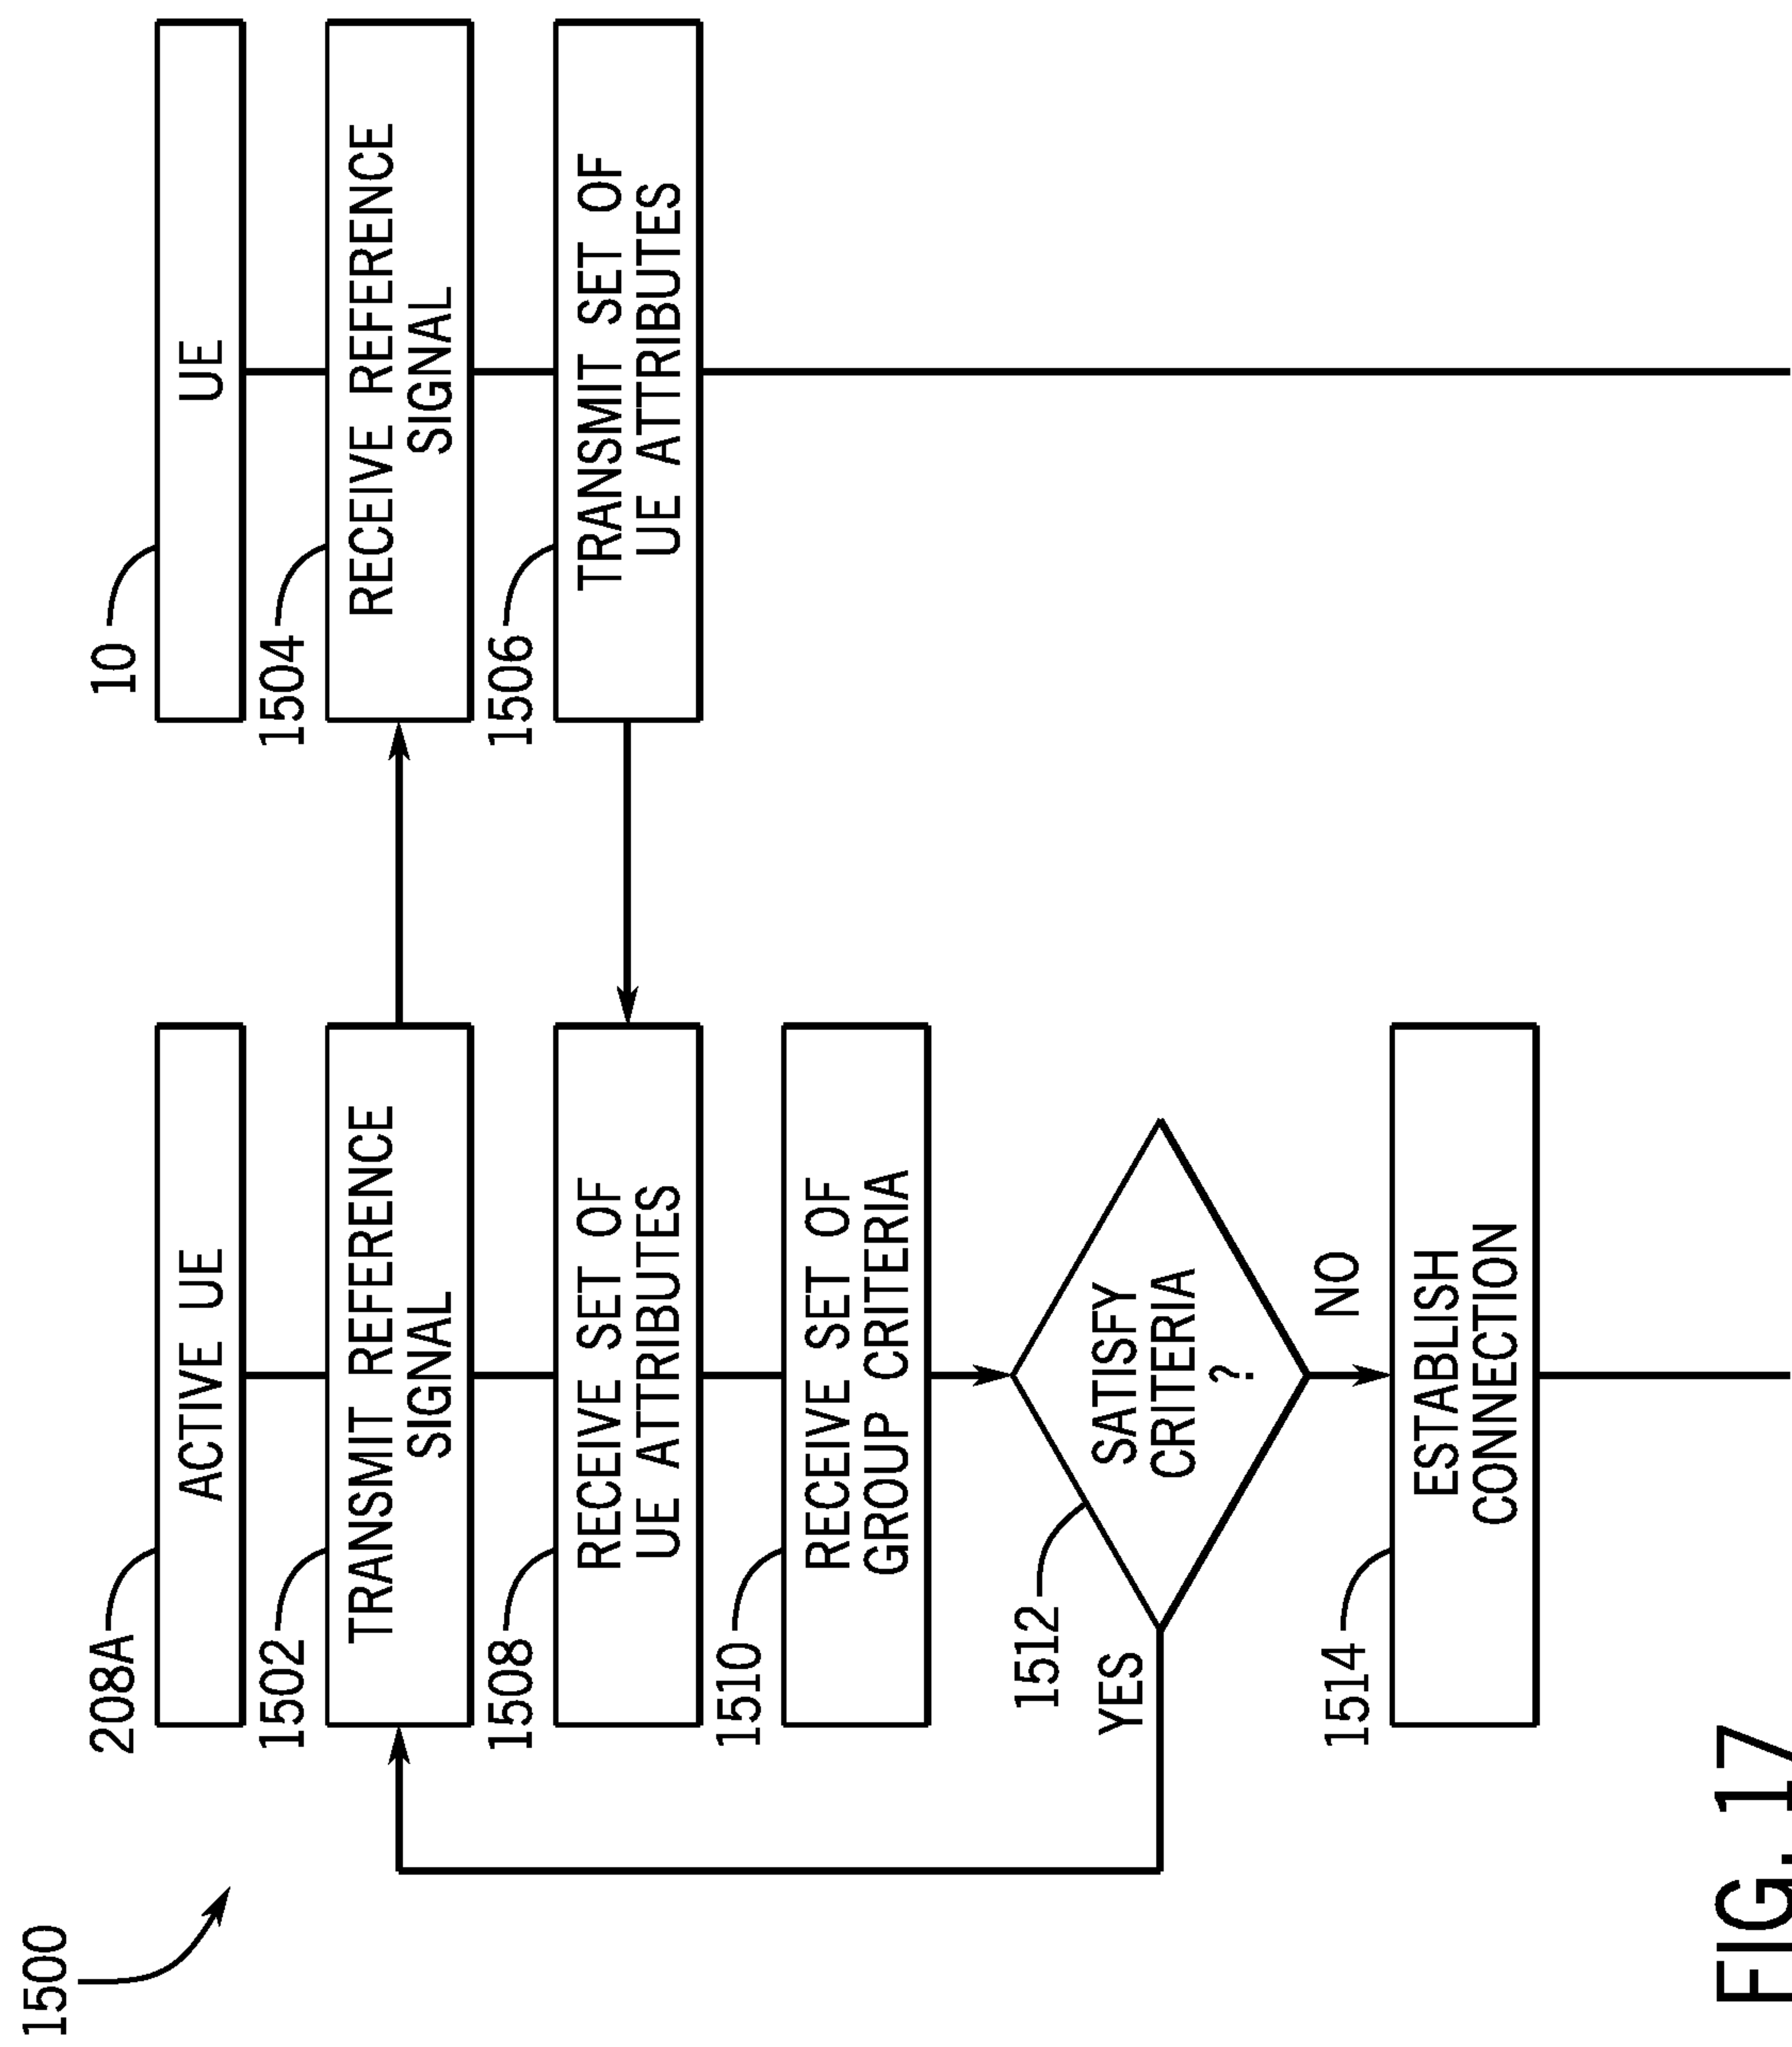 1500
208A
ACTIVE UE
10
UE
1502
TRANSMIT REFERENCE
SIGNAL
1504
RECEIVE REFERENCE
SIGNAL
1508
RECEIVE SET OF
UE ATTRIBUTES
1506
TRANSMIT SET OF
UE ATTRIBUTES
1510
RECEIVE SET OF
GROUP CRITERIA
1512
SATISFY
CRITERIA
?
YES
NO
1514
ESTABLISH
CONNECTION
FIG. 17